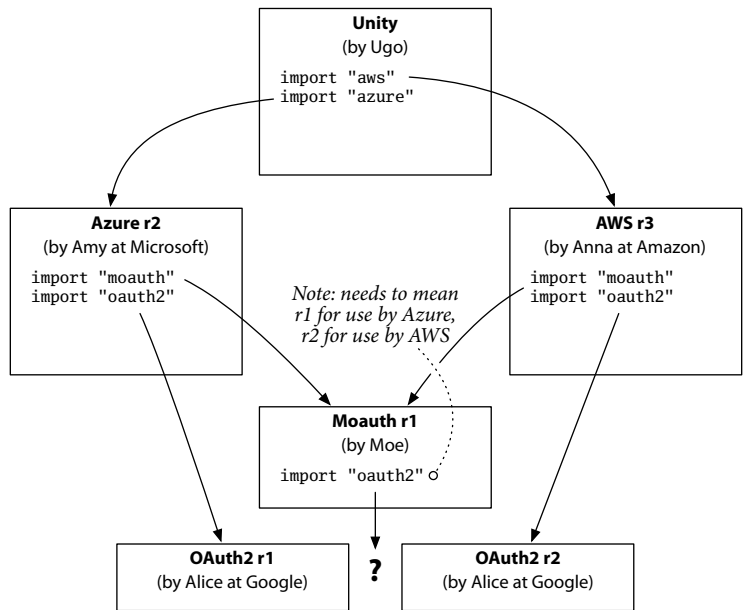 Unity
(by Ugo)
import "aws"
import "azure"
Azure r2
(by Amy at Microsoft)
import "moauth"
import "oauth2"
AWS r3
(by Anna at Amazon)
import "moauth"
import "oauth2"
Note: needs to mean
r1 for use by Azure,
r2 for use by AWS
Moauth r1
(by Moe)
import "oauth2"
OAuth2 r1
(by Alice at Google)
?
OAuth2 r2
(by Alice at Google)